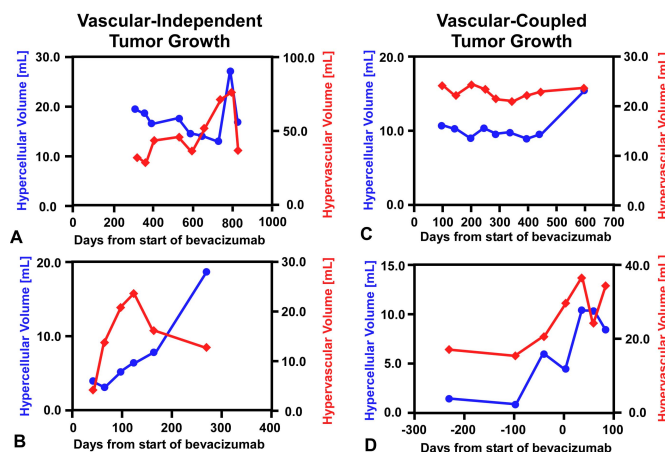 Vascular-Independent
Tumor Growth
Vascular-Coupled
Tumor Growth
Hypercellular Volume [mL]
30.0
20.0
10.0
0.0
100.0
50.0
0.0
Hypervascular Volume [mL]
0 200 400 600 800 1000
Days from start of bevacizumab
A
Hypercellular Volume [mL]
20.0
10.0
0.0
30.0
20.0
10.0
0.0
Hypervascular Volume [mL]
0 100 200 300 400 500 600 700
Days from start of bevacizumab
C
Hypercellular Volume [mL]
20.0
10.0
0.0
30.0
20.0
10.0
0.0
Hypervascular Volume [mL]
0 100 200 300 400
Days from start of bevacizumab
B
Hypercellular Volume [mL]
15.0
10.0
5.0
0.0
40.0
20.0
0.0
Hypervascular Volume [mL]
-300 -200 -100 0 100
Days from start of bevacizumab
D